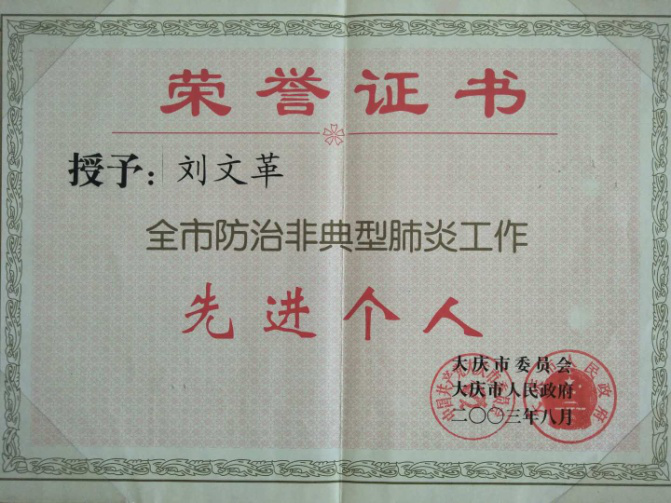 荣誉证书
授予：刘文革
全市防治非典型肺炎工作
先进个人
大庆市委员会
大庆市人民政府
二〇〇三年八月